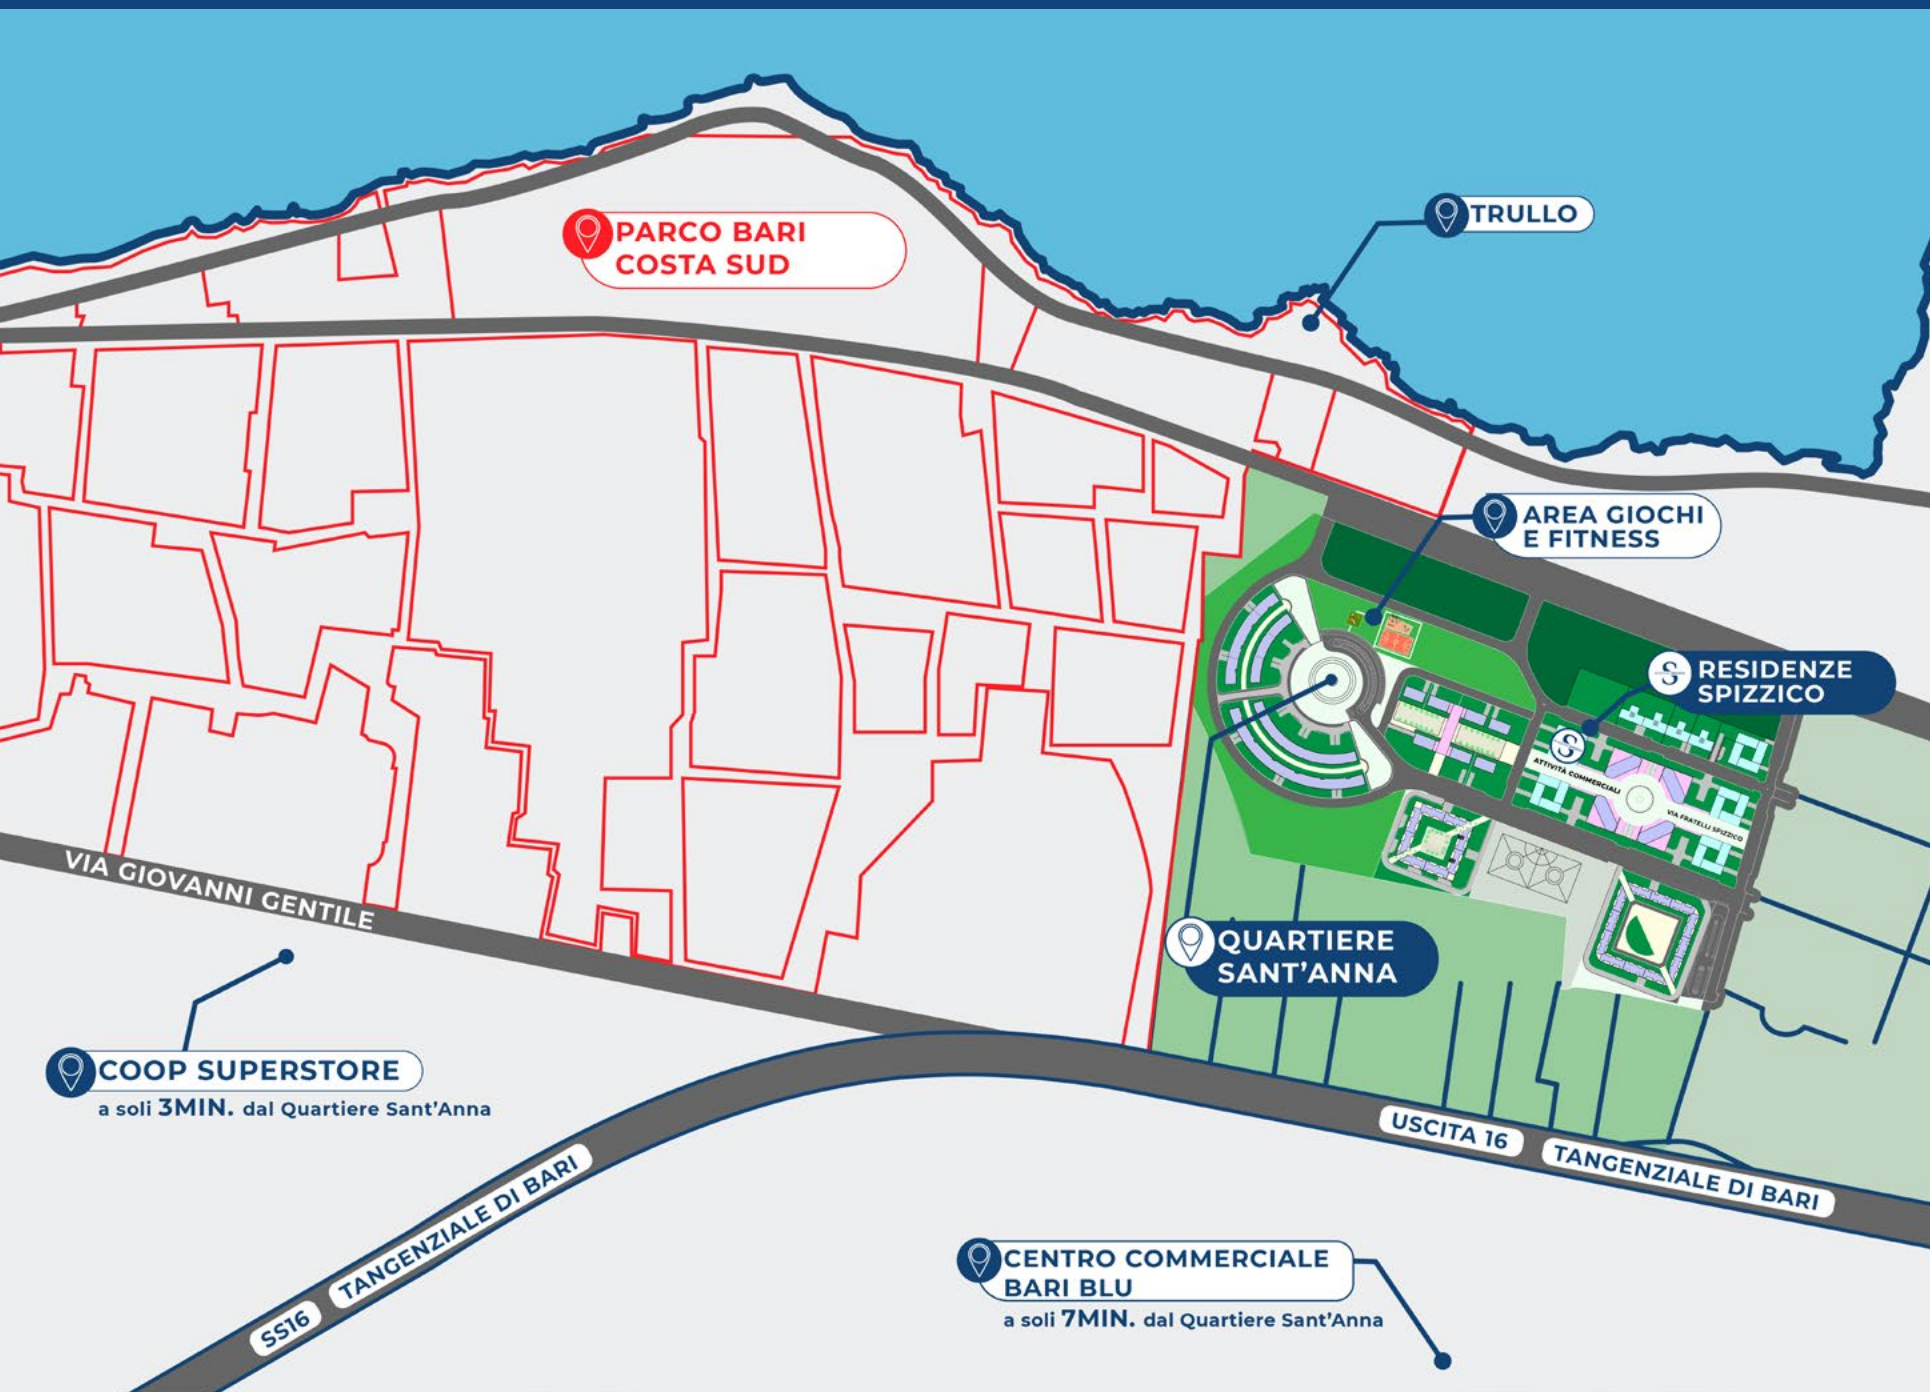 TRULLO
PARCO BARI
COSTA SUD
AREA GIOCHI
E FITNESS
S
RESIDENZE
SPIZZICO
S
ATTIVITÀ COMMERCIALI
VIA FRATELLI SPIZZICO
VIA GIOVANNI GENTILE
QUARTIERE
SANT'ANNA
COOP SUPERSTORE
a soli 3MIN. dal Quartiere Sant'Anna
USCITA 16
TANGENZIALE DI BARI
TANGENZIALE DI BARI
SS16
CENTRO COMMERCIALE
BARI BLU
a soli 7MIN. dal Quartiere Sant'Anna